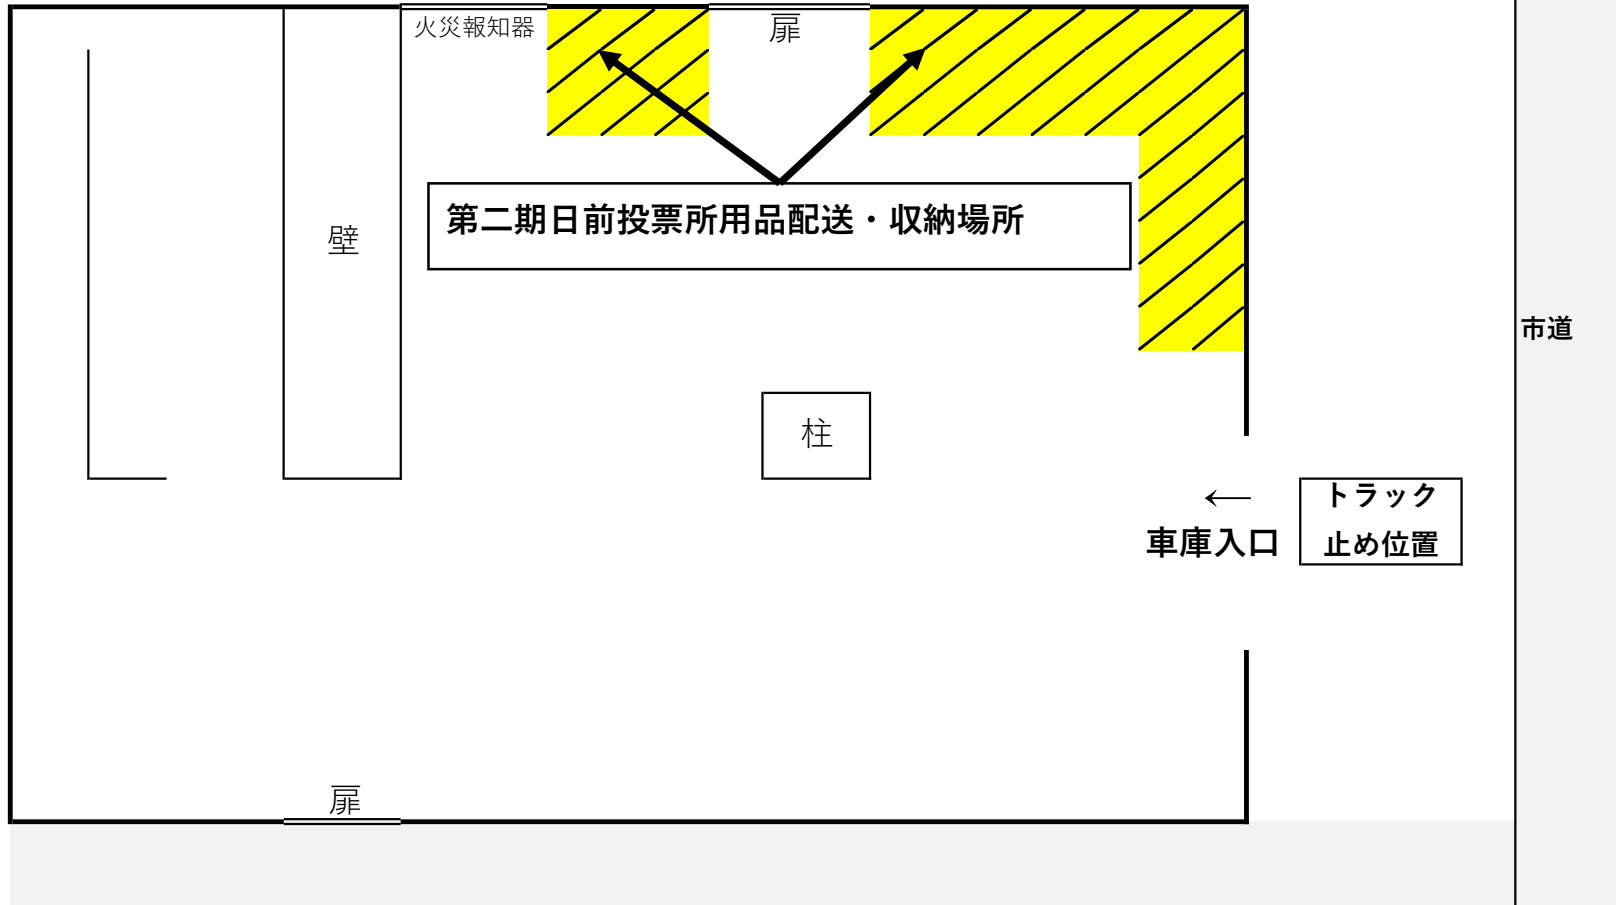 火災報知器
扉
第二期日前投票所用品配送・収納場所
壁
市道
柱
←
トラック
止め位置
車庫入口
扉